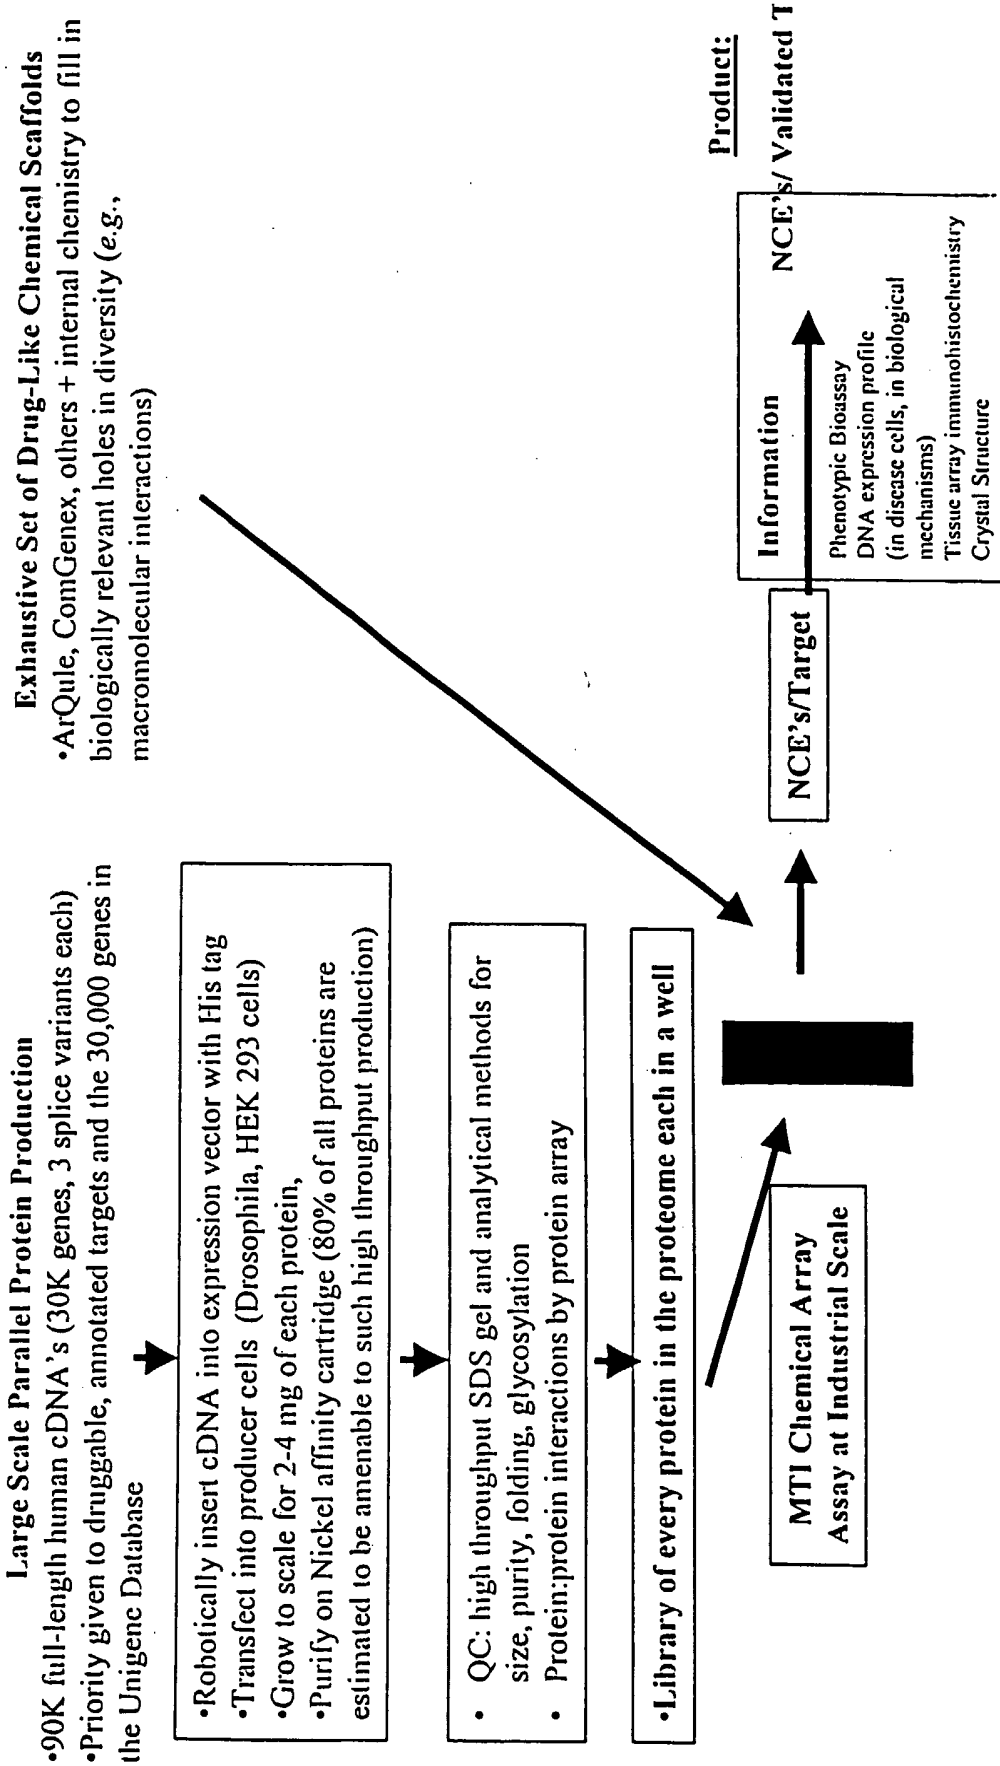 Large Scale Parallel Protein Production
•90K full-length human cDNA's (30K genes, 3 splice variants each)
•Priority given to druggable, annotated targets and the 30,000 genes in
the Unigene Database
•Robotically insert cDNA into expression vector with His tag
•Transfect into producer cells (Drosophila, HEK 293 cells)
•Grow to scale for 2-4 mg of each protein,
•Purify on Nickel affinity cartridge (80% of all proteins are
estimated to be amenable to such high throughput production)
• QC: high throughput SDS gel and analytical methods for
size, purity, folding, glycosylation
• Protein:protein interactions by protein array
•Library of every protein in the proteome each in a well
MTI Chemical Array
Assay at Industrial Scale
Exhaustive Set of Drug-Like Chemical Scaffolds
•ArQule, ComGenex, others + internal chemistry to fill in
biologically relevant holes in diversity (e.g.,
macromolecular interactions)
NCE's/Target
Information
Phenotypic Bioassay
DNA expression profile
(in disease cells, in biological
mechanisms)
Tissue array immunohistochemistry
Crystal Structure
Product:
NCE's/ Validated T